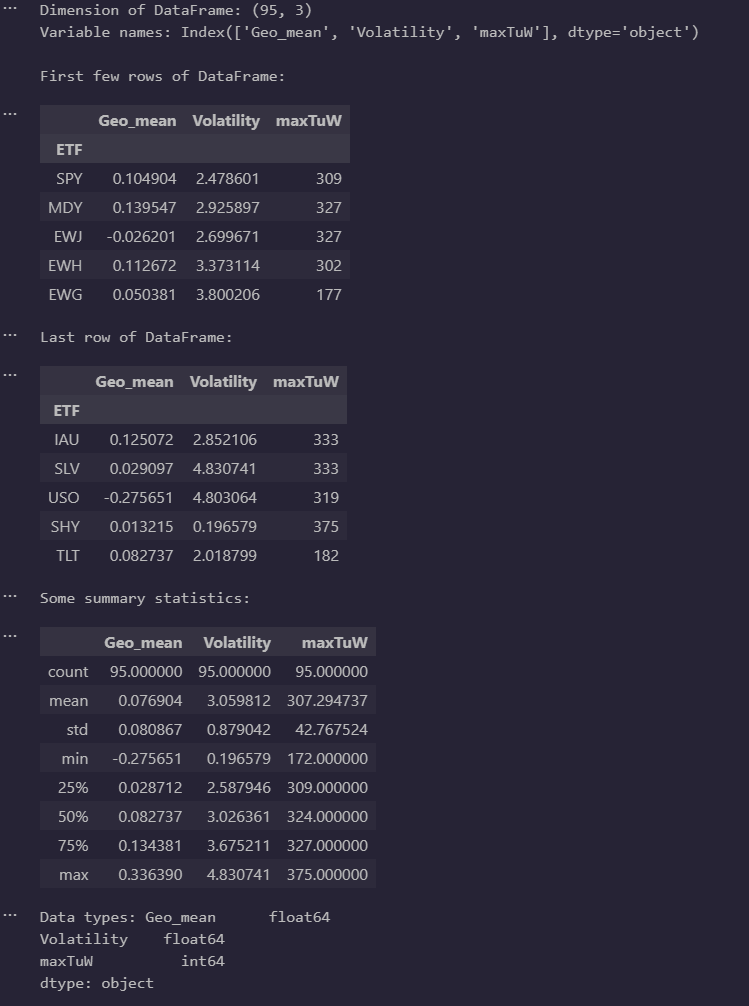 Dimension of DataFrame: (95, 3)
Variable names: Index(['Geo_mean', 'Volatility', 'maxTuW'], dtype='object')
First few rows of DataFrame:
...
Geo_mean Volatility maxTuW
ETF
SPY 0.104904 2.478601 309
MDY 0.139547 2.925897 327
EWJ -0.026201 2.699671 327
EWH 0.112672 3.373114 302
EWG 0.050381 3.800206 177
... Last row of DataFrame:
...
Geo_mean Volatility maxTuW
ETF
IAU 0.125072 2.852106 333
SLV 0.029097 4.830741 333
USO -0.275651 4.803064 319
SHY 0.013215 0.196579 375
TLT 0.082737 2.018799 182
... Some summary statistics:
...
Geo_mean Volatility maxTuW
count 95.000000 95.000000 95.000000
mean 0.076904 3.059812 307.294737
std 0.080867 0.879042 42.767524
min -0.275651 0.196579 172.000000
25% 0.028712 2.587946 309.000000
50% 0.082737 3.026361 324.000000
75% 0.134381 3.675211 327.000000
max 0.336390 4.830741 375.000000
... Data types: Geo_mean float64
Volatility float64
maxTuW int64
dtype: object